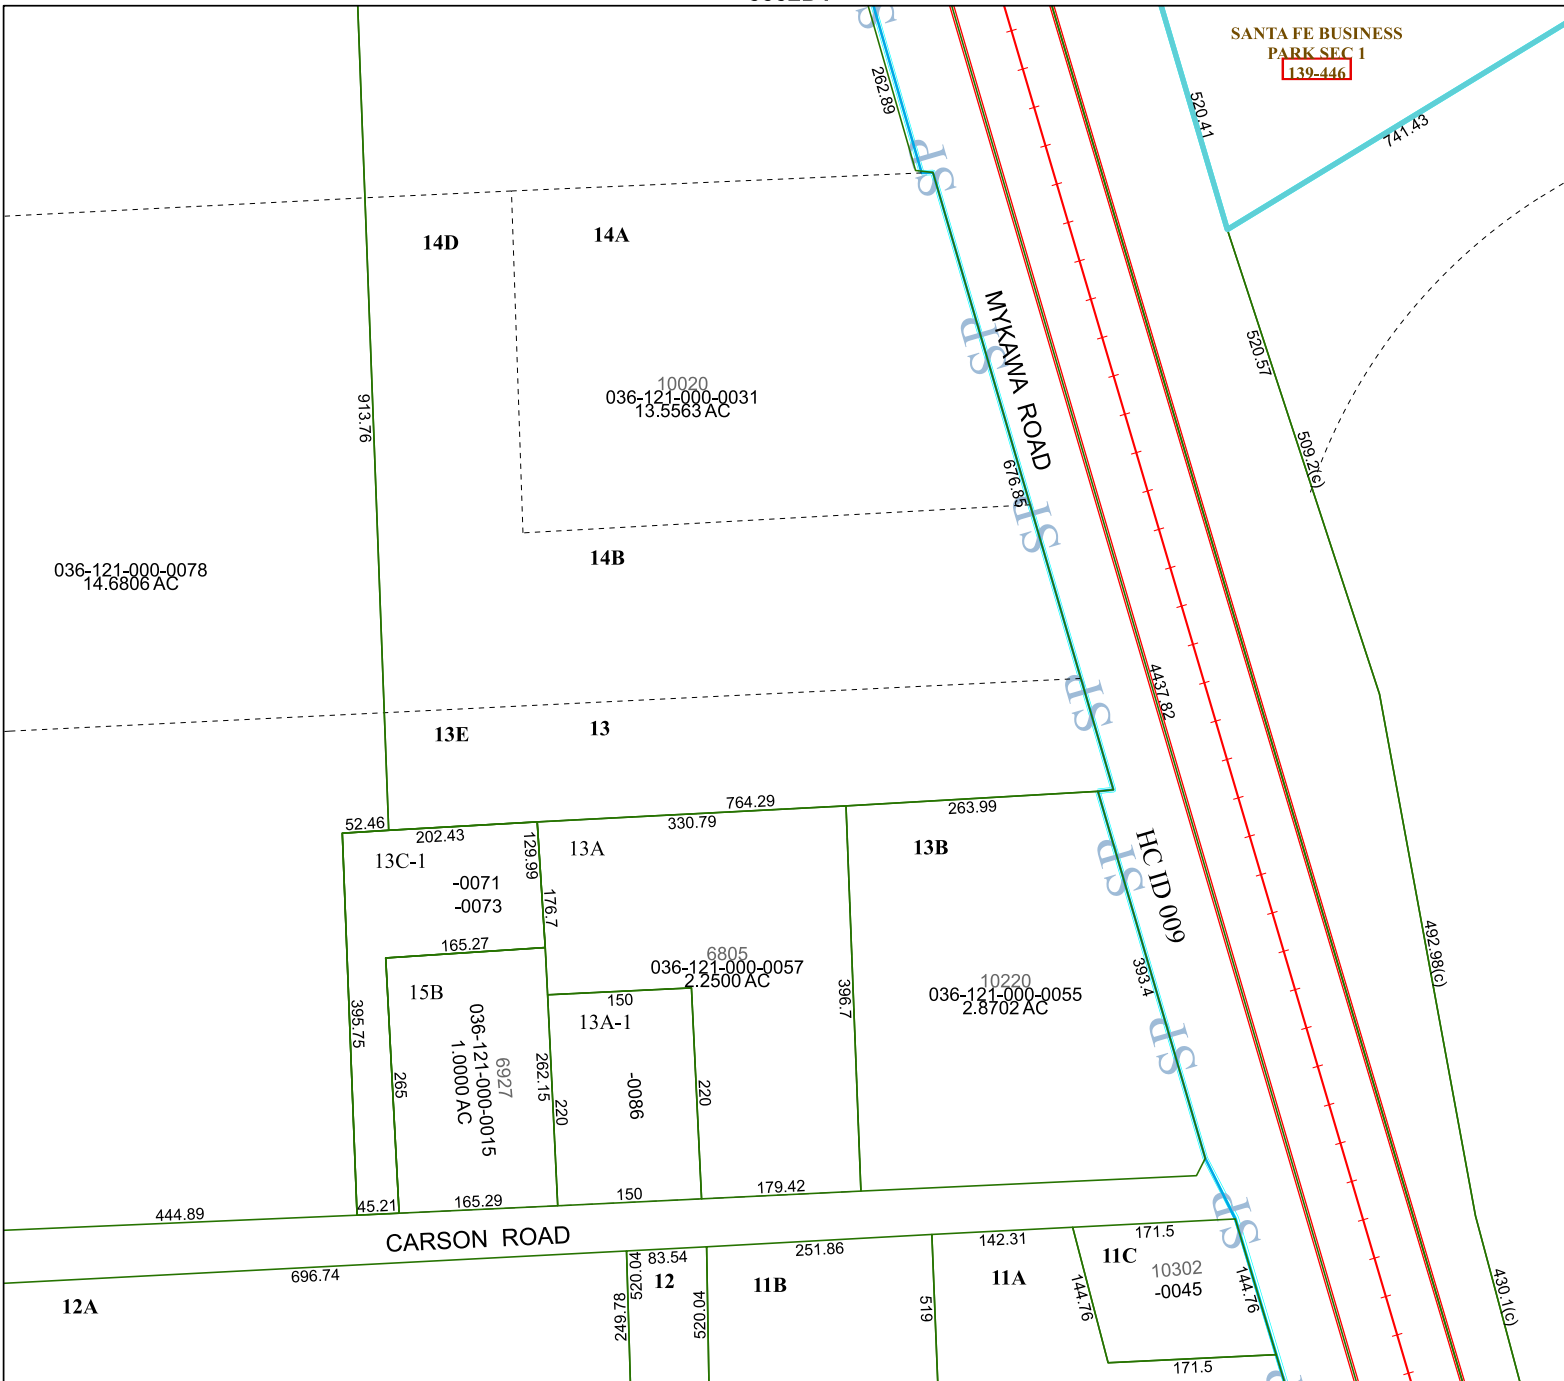 SANTA FE BUSINESS
PARK SEC 1
139-446
SP
262.89
520.41
741.43
SP
14D
14A
MYKAWA ROAD
SP
520.57
10020
036-121-000-0031
13.5563 AC
913.76
676.85
509.2(c)
SP
14B
036-121-000-0078
14.6806 AC
4437.82
SP
13E
13
764.29
52.46
202.43
330.79
263.99
129.99
13C-1
13A
13B
HC ID 009
SP
-0071
-0073
176.7
165.27
6805
036-121-000-0057
2.2500 AC
492.98(c)
393.4
10220
036-121-000-0055
2.8702 AC
15B
150
13A-1
396.7
395.75
6927
036-121-000-0015
1.0000 AC
SP
265
262.15
220
-0086
220
45.21
165.29
150
179.42
444.89
SP
CARSON ROAD
696.74
520.04
83.54
251.86
142.31
171.5
12A
249.78
12
520.04
11B
519
11A
144.76
11C
10302
-0045
144.76
430.1(c)
171.5